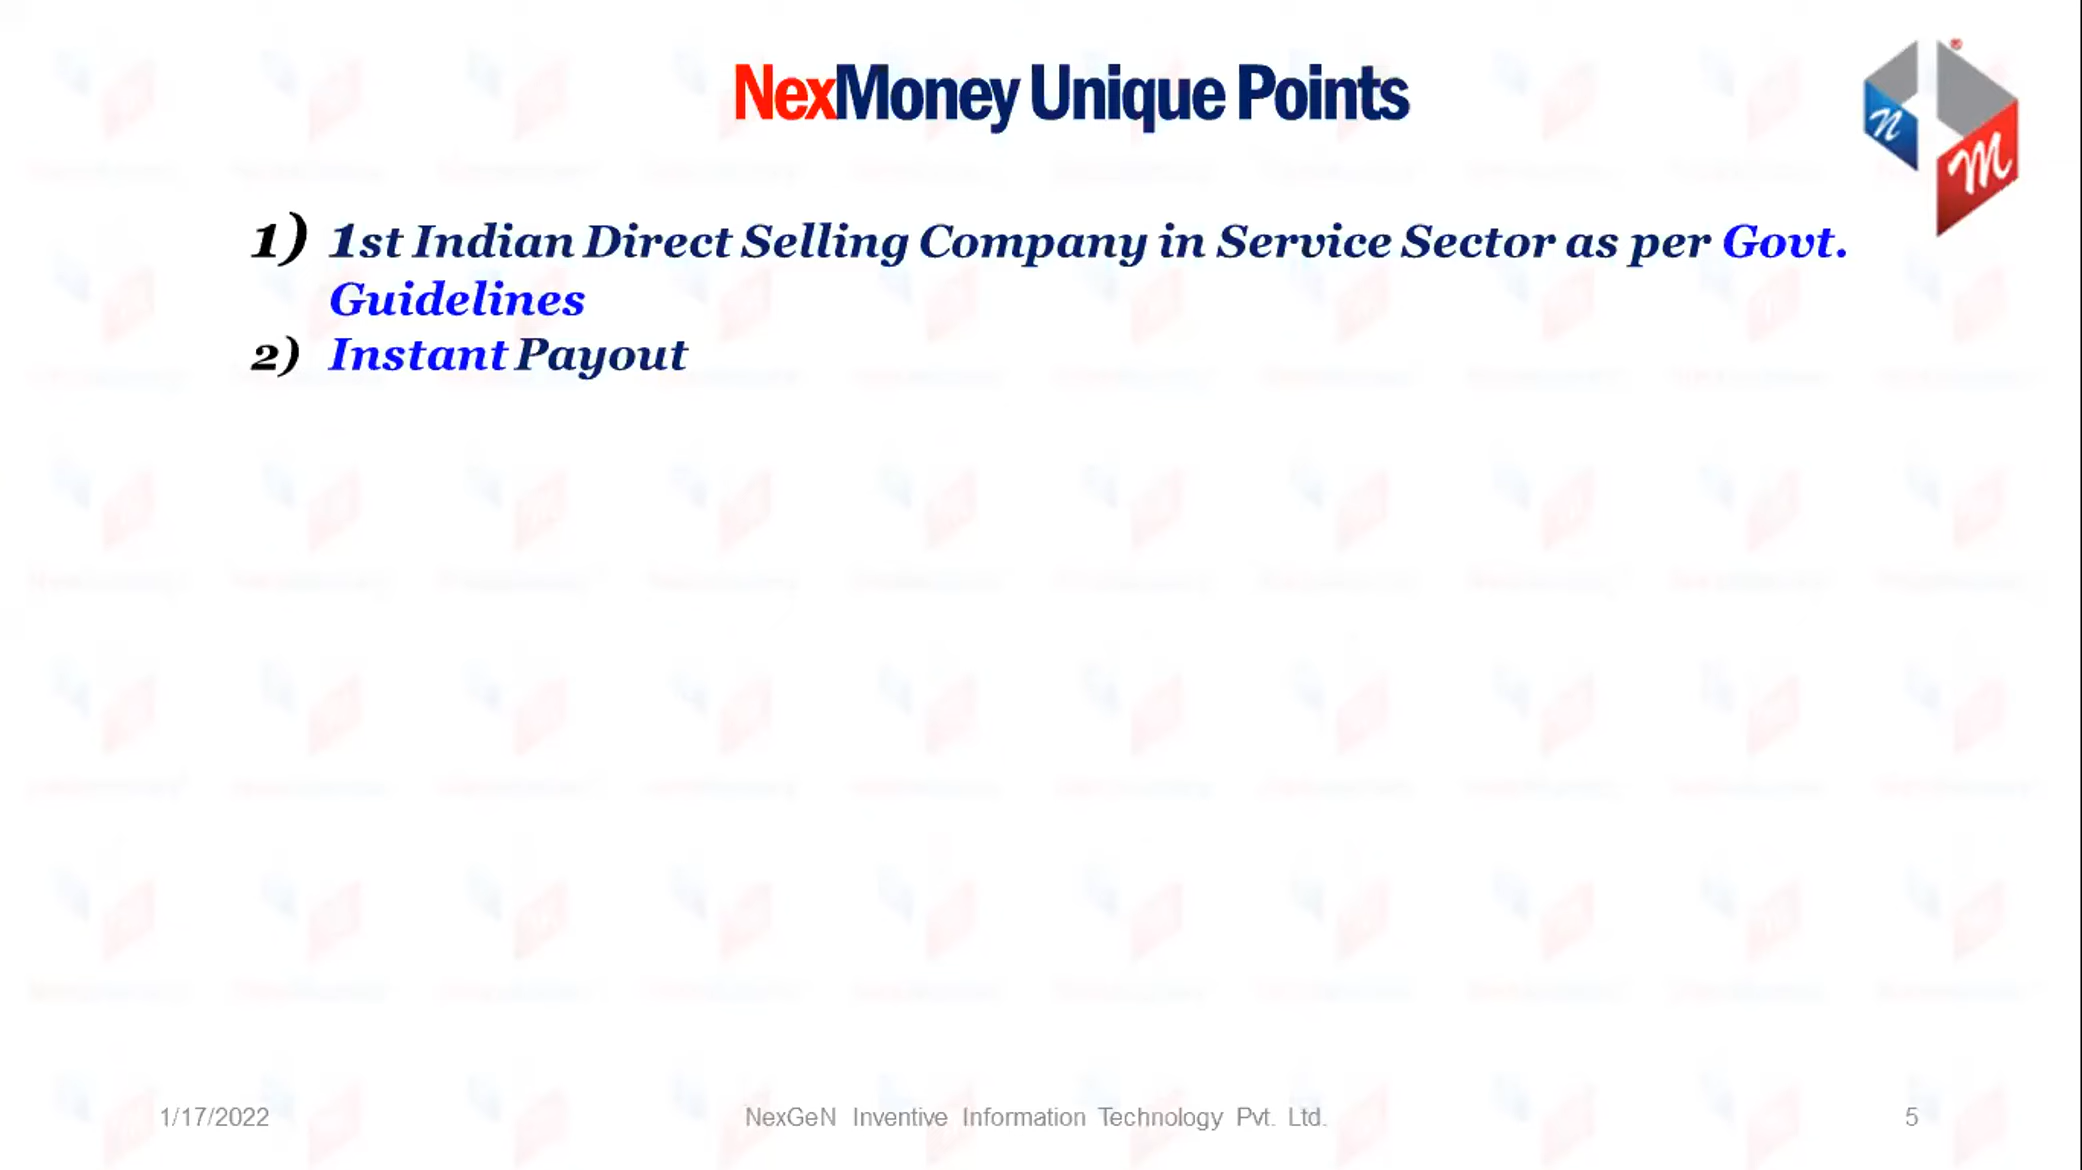 NexMoney Unique Points
n
M
1) 1st Indian Direct Selling Company in Service Sector as per Govt.
Guidelines
2) Instant Payout
1/17/2022 NexGeN Inventive Information Technology Pvt. Ltd. 5